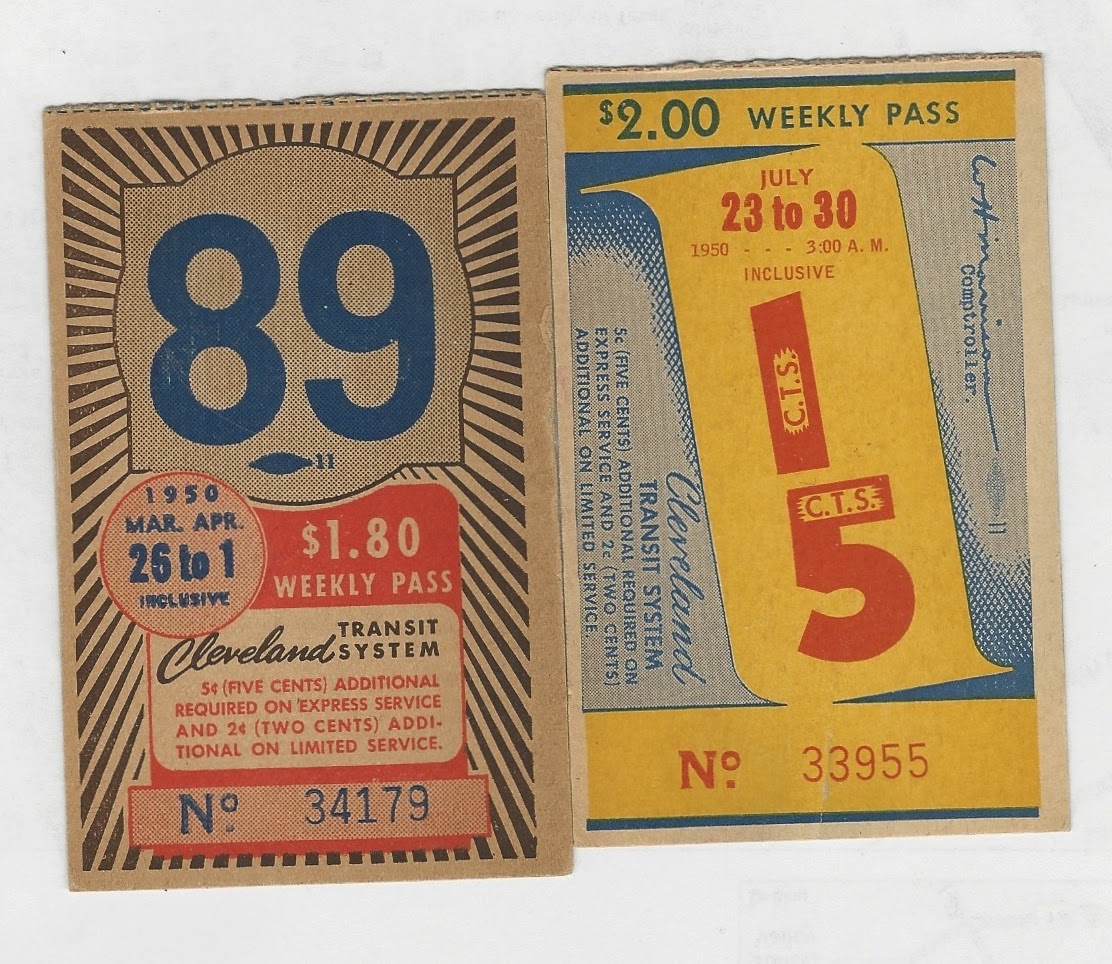 89
11
1950
MAR. APR.
26 to 1
INCLUSIVE
$1.80
WEEKLY PASS
Cleveland TRANSIT
SYSTEM
5¢ (FIVE CENTS) ADDITIONAL
REQUIRED ON EXPRESS SERVICE
AND 2¢ (TWO CENTS) ADDI-
TIONAL ON LIMITED SERVICE.
Nº. 34179
$2.00 WEEKLY PASS
JULY
23 to 30
1950 - - - 3:00 A. M.
INCLUSIVE
C.T.S.
C.T.S.
5
Comptroller.
11
Cleveland
TRANSIT SYSTEM
5c (FIVE CENTS) ADDITIONAL REQUIRED ON
EXPRESS SERVICE AND 2c (TWO CENTS)
ADDITIONAL ON LIMITED SERVICE.
Nº. 33955